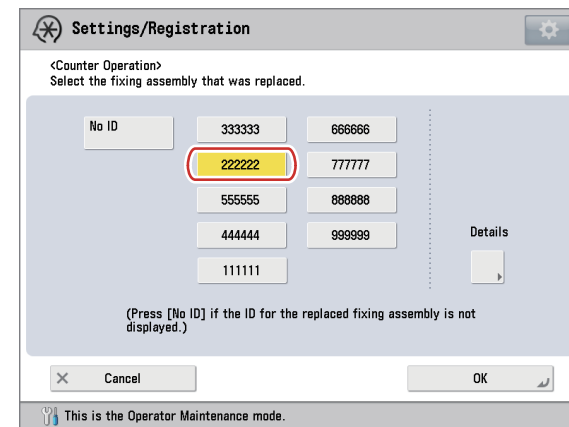 Settings/Registration
<Counter Operation>
Select the fixing assembly that was replaced.
No ID
333333
666666
222222
777777
555555
888888
444444
999999
111111
Details
(Press [No ID] if the ID for the replaced fixing assembly is not
displayed.)
Cancel
OK
This is the Operator Maintenance mode.